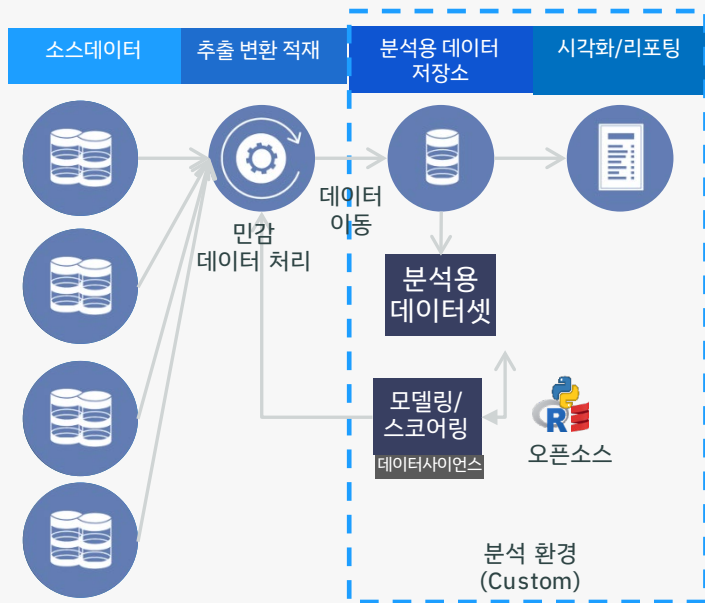 소스데이터
추출 변환 적재
분석용 데이터
저장소
시각화/리포팅
데이터
이동
민감
데이터 처리
분석용
데이터셋
모델링/
스코어링
데이터사이언스
R
오픈소스
분석 환경
(Custom)